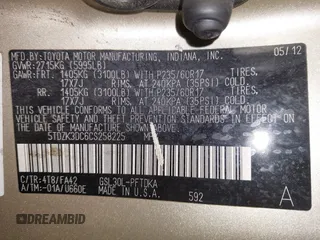 MFD.BY:TOYOTA MOTOR MANUFACTURING, INDIANA, INC.
GVWR:2715KG (5995LB) 05/12
GAWR:FRT. 1405KG (3100LB) WITH P235/60R17 TIRES,
17X7J RIMS, AT 240KPA (35PSI) COLD
RR. 1405KG (3100LB) WITH P235/60R17 TIRES,
17X7J RIMS, AT 240KPA (35PSI) COLD
THIS VEHICLE CONFORMS TO ALL APPLICABLE FEDERAL MOTOR
VEHICLE SAFETY AND THEFT PREVENTION STANDARDS
IN EFFECT ON THE DATE OF MANUFACTURE SHOWN ABOVE.
5TDZK3DC6CS258225 MPV
C/TR:4T8/FA42
A/TM:-01A/U660E
GSL30L-PFTDKA
MADE IN U.S.A.
592
A
@DREAMBID